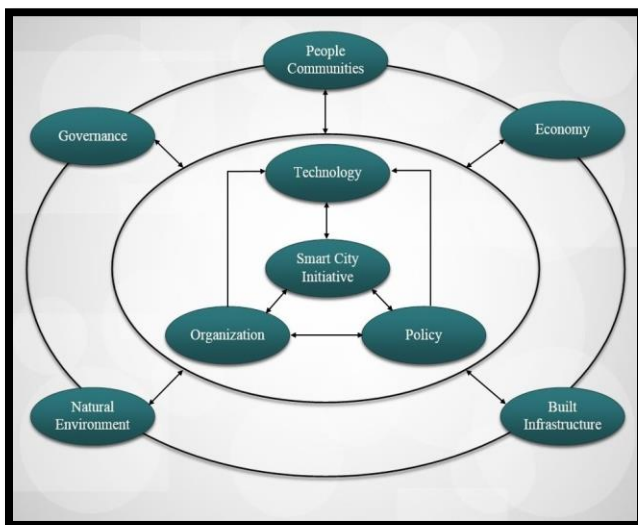 People
Communities
Governance
Economy
Technology
Smart City
Initiative
Organization
Policy
Natural
Environment
Built
Infrastructure